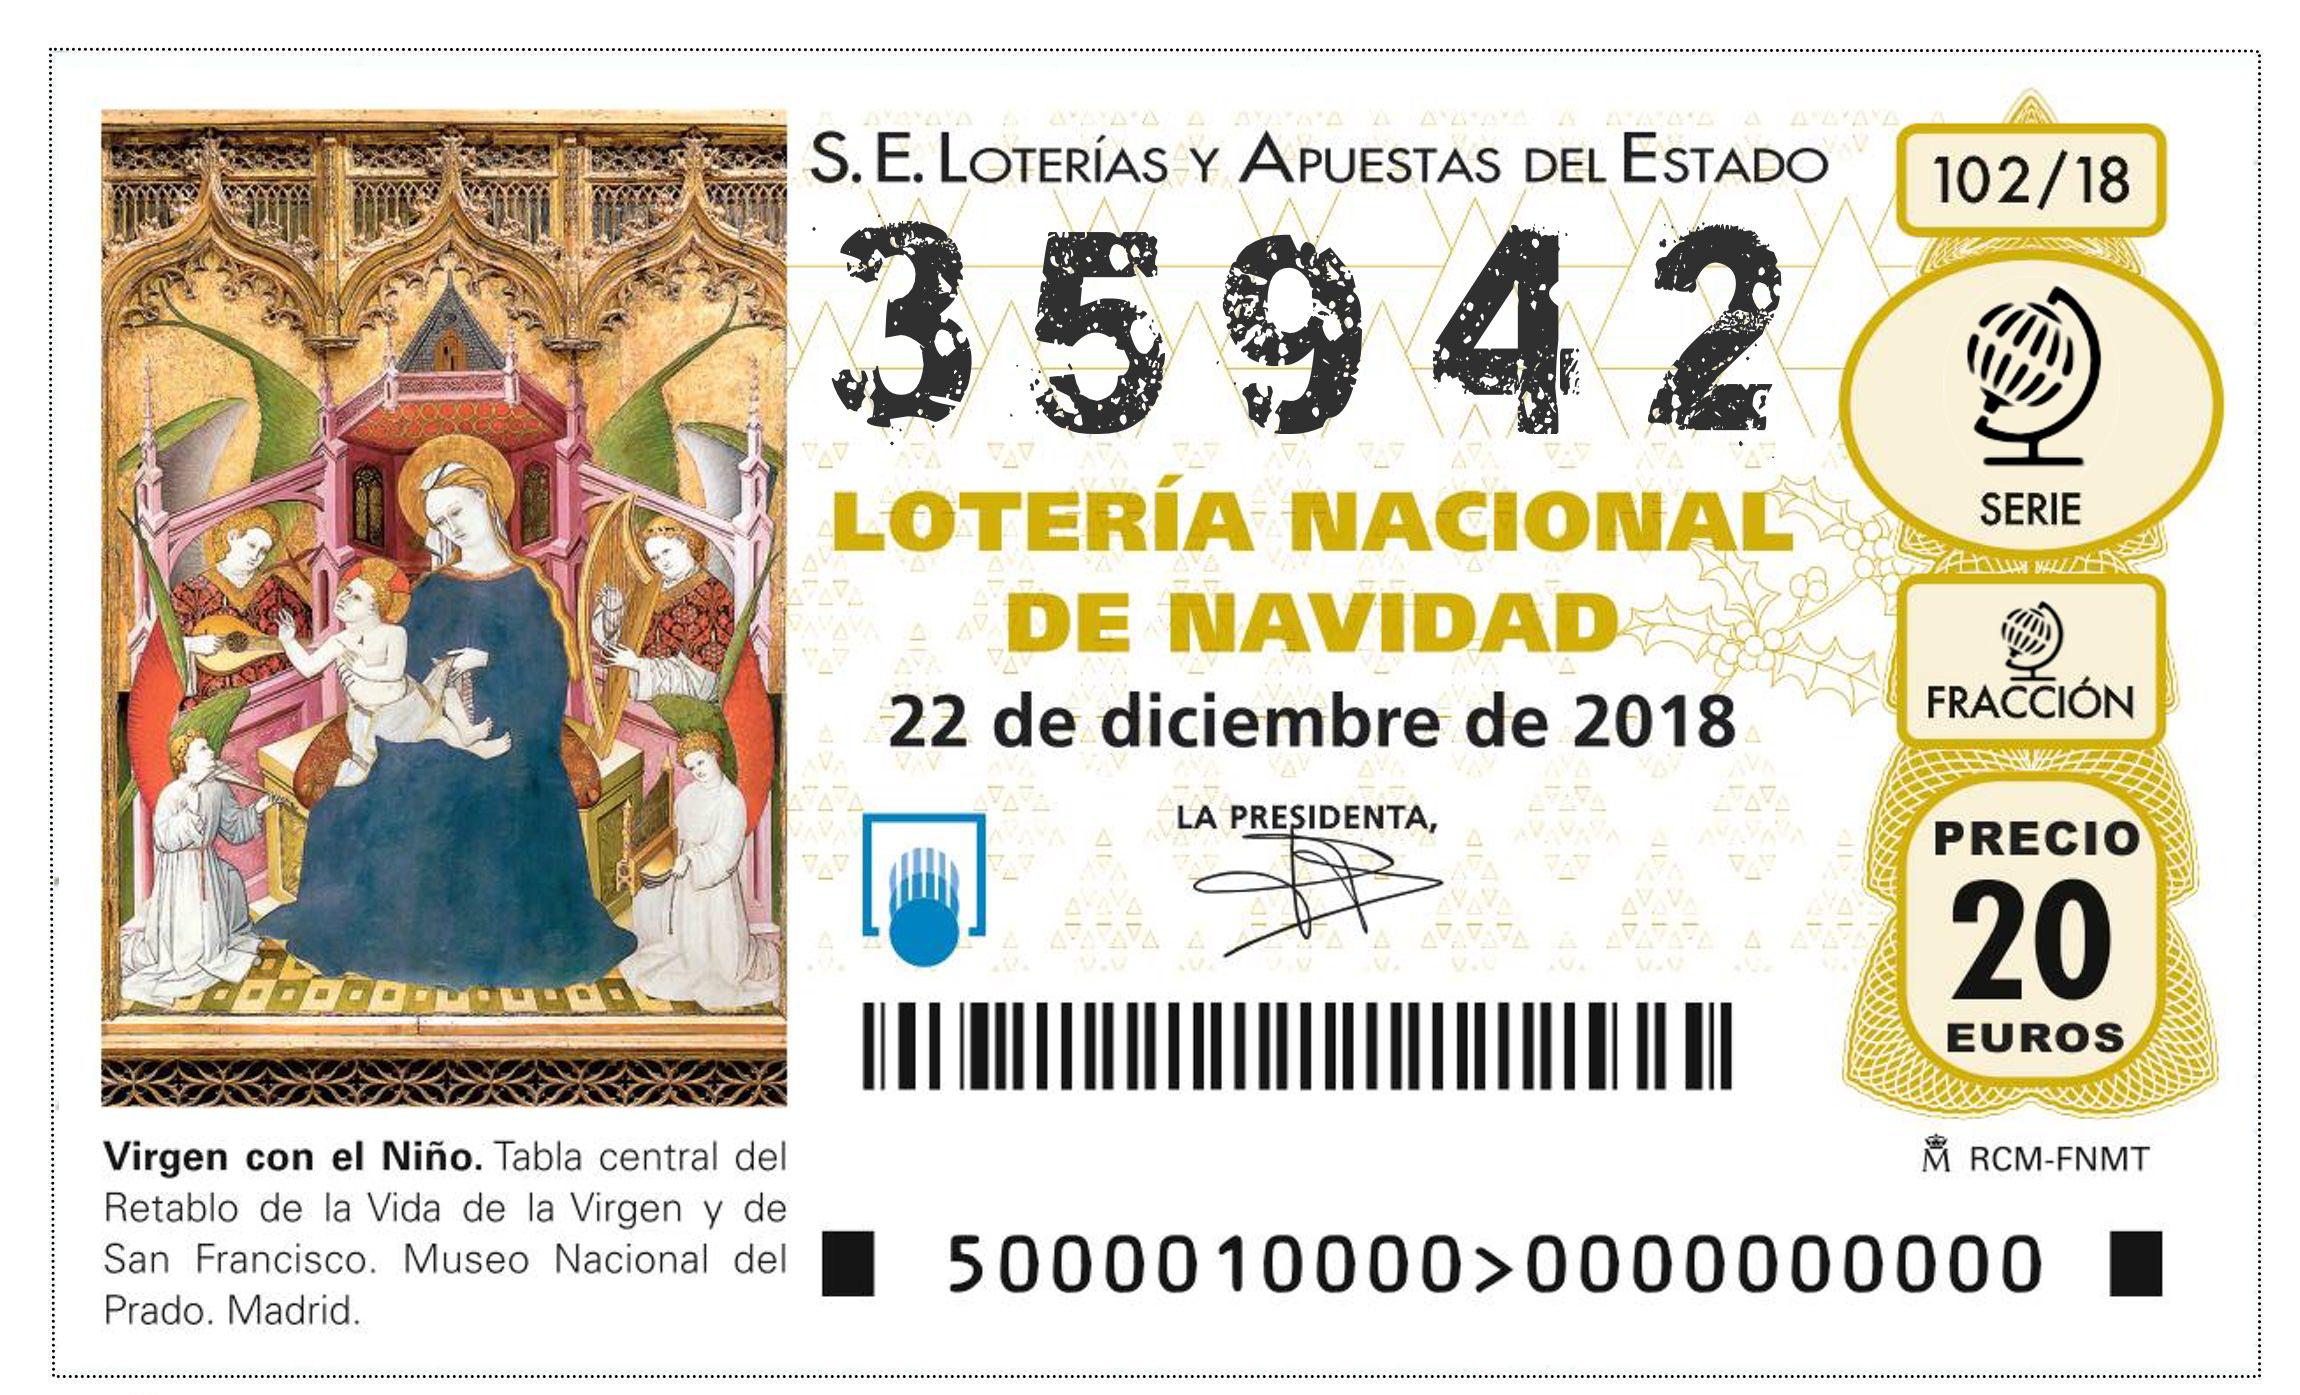 S. E. LOTERÍAS Y APUESTAS DEL ESTADO
35942
LOTERÍA NACIONAL
DE NAVIDAD
22 de diciembre de 2018
LA PRESIDENTA,
102/18
SERIE
FRACCIÓN
PRECIO
20
EUROS
M RCM-FNMT
Virgen con el Niño. Tabla central del
Retablo de la Vida de la Virgen y de
San Francisco. Museo Nacional del
Prado. Madrid.
5000010000>0000000000